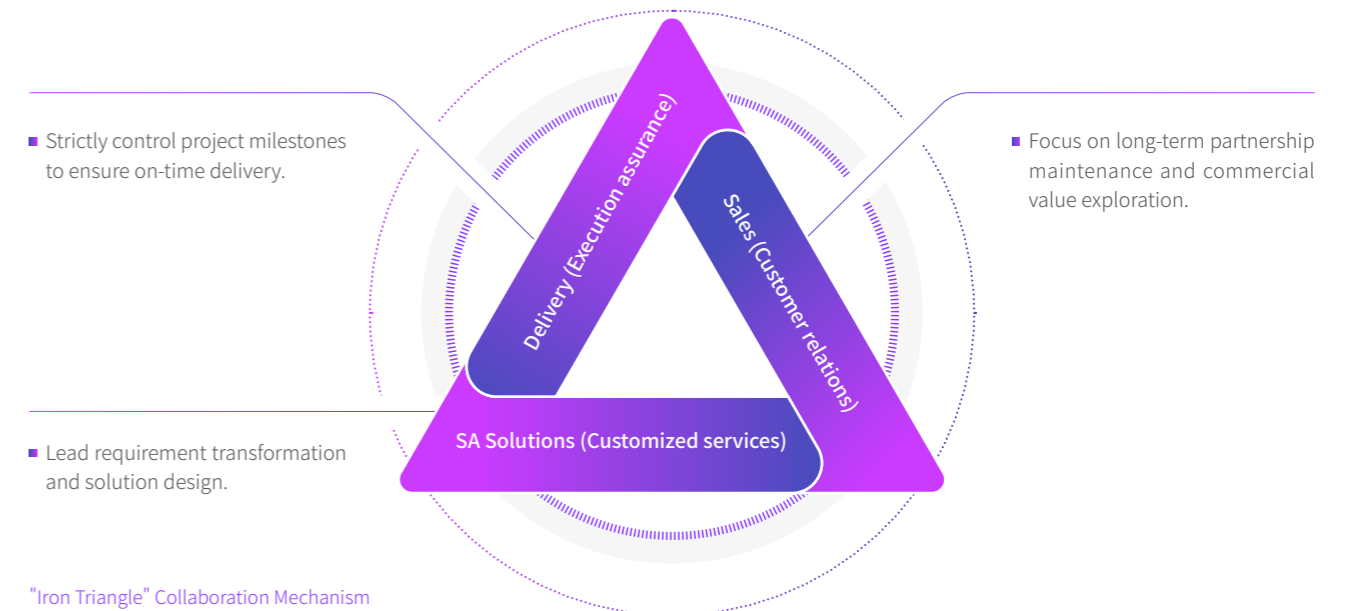 Strictly control project milestones
to ensure on-time delivery.
Delivery (Execution assurance)
Sales (Customer relations)
Focus on long-term partnership
maintenance and commercial
value exploration.
SA Solutions (Customized services)
Lead requirement transformation
and solution design.
"Iron Triangle" Collaboration Mechanism